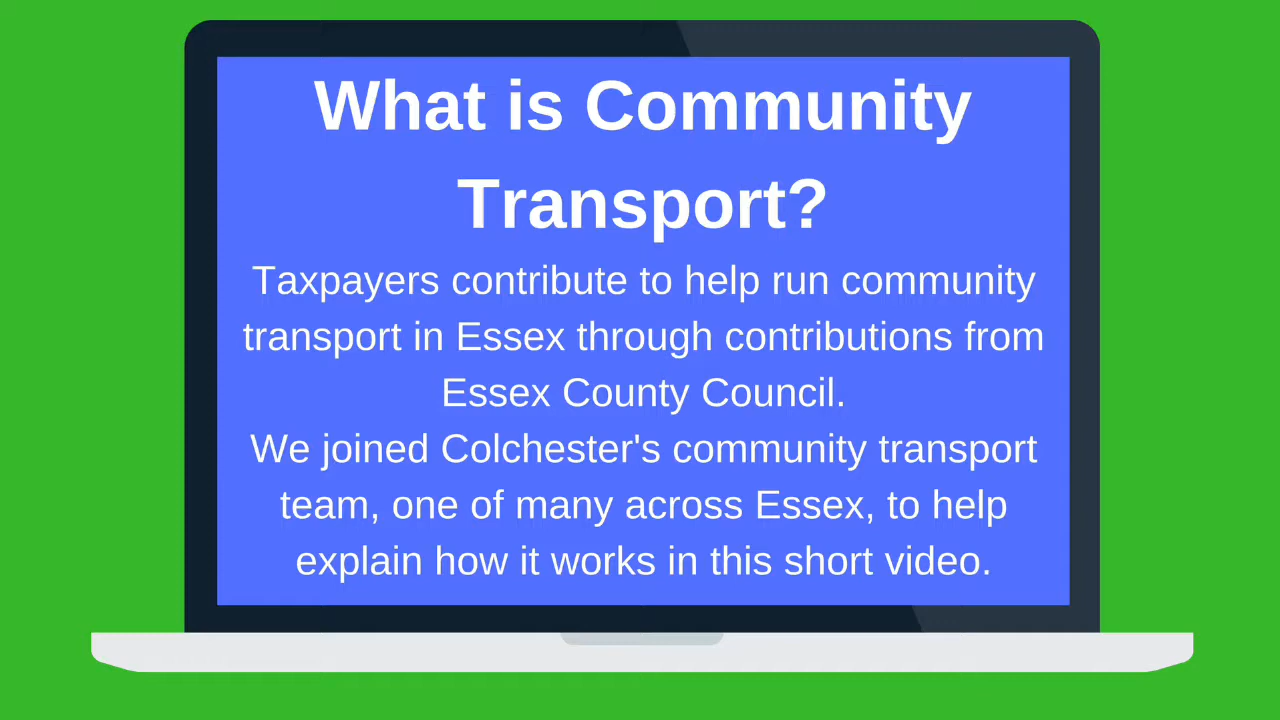 What is Community
Transport?
Taxpayers contribute to help run community
transport in Essex through contributions from
Essex County Council.
We joined Colchester's community transport
team, one of many across Essex, to help
explain how it works in this short video.